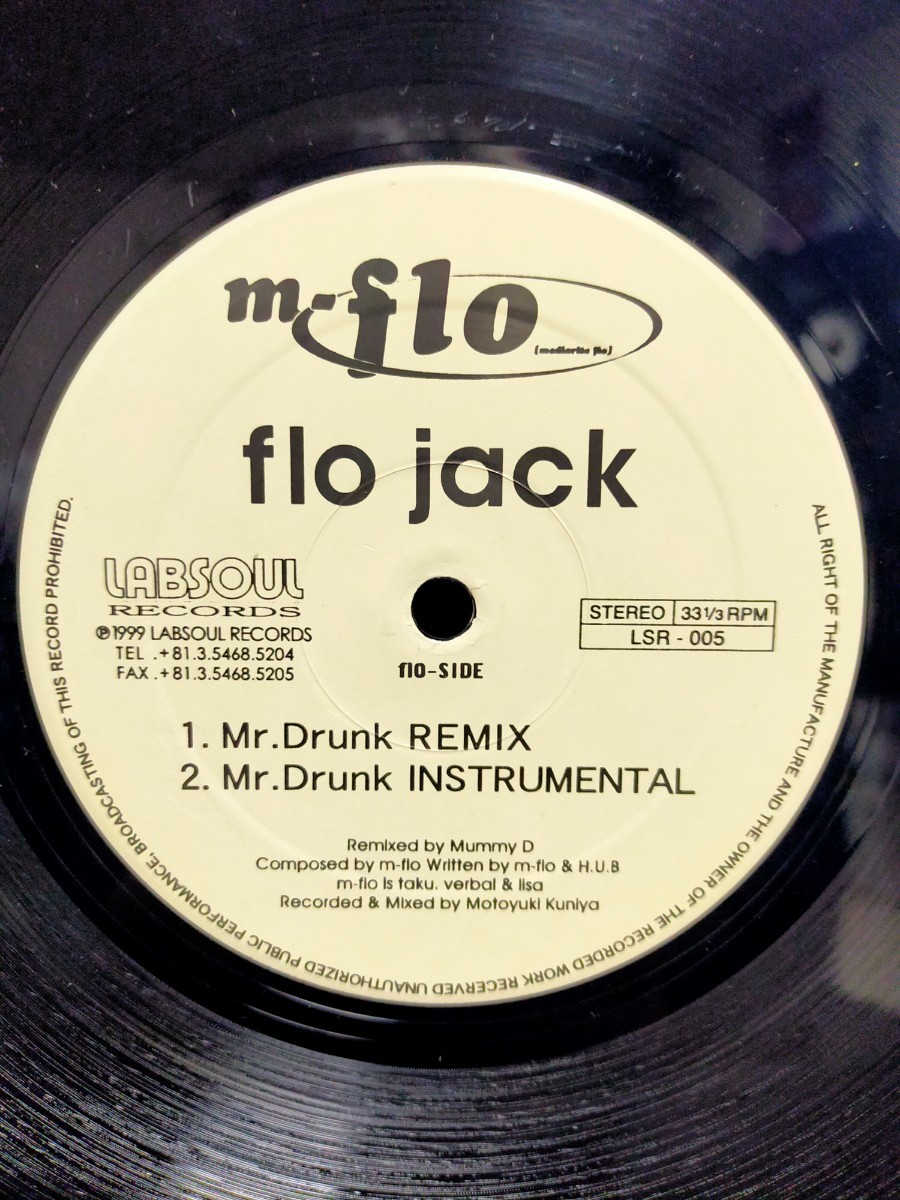 m-flo
[mediarite flo]
flo jack
LABSOUL
RECORDS
℗1999 LABSOUL RECORDS
TEL .+81.3.5468.5204
FAX .+81.3.5468.5205
STEREO 33 1/3 RPM
LSR - 005
flo-SIDE
1. Mr.Drunk REMIX
2. Mr.Drunk INSTRUMENTAL
Remixed by Mummy D
Composed by m-flo Written by m-flo & H.U.B
m-flo is taku. verbal & lisa
Recorded & Mixed by Motoyuki Kuniya
ALL RIGHT OF THE MANUFACTURE AND THE OWNER OF THE RECORDED WORK RECERVED UNAUTHORIZED PUBLIC PERFORMANCE, BROADCASTING OF THIS RECORD PROHIBITED.